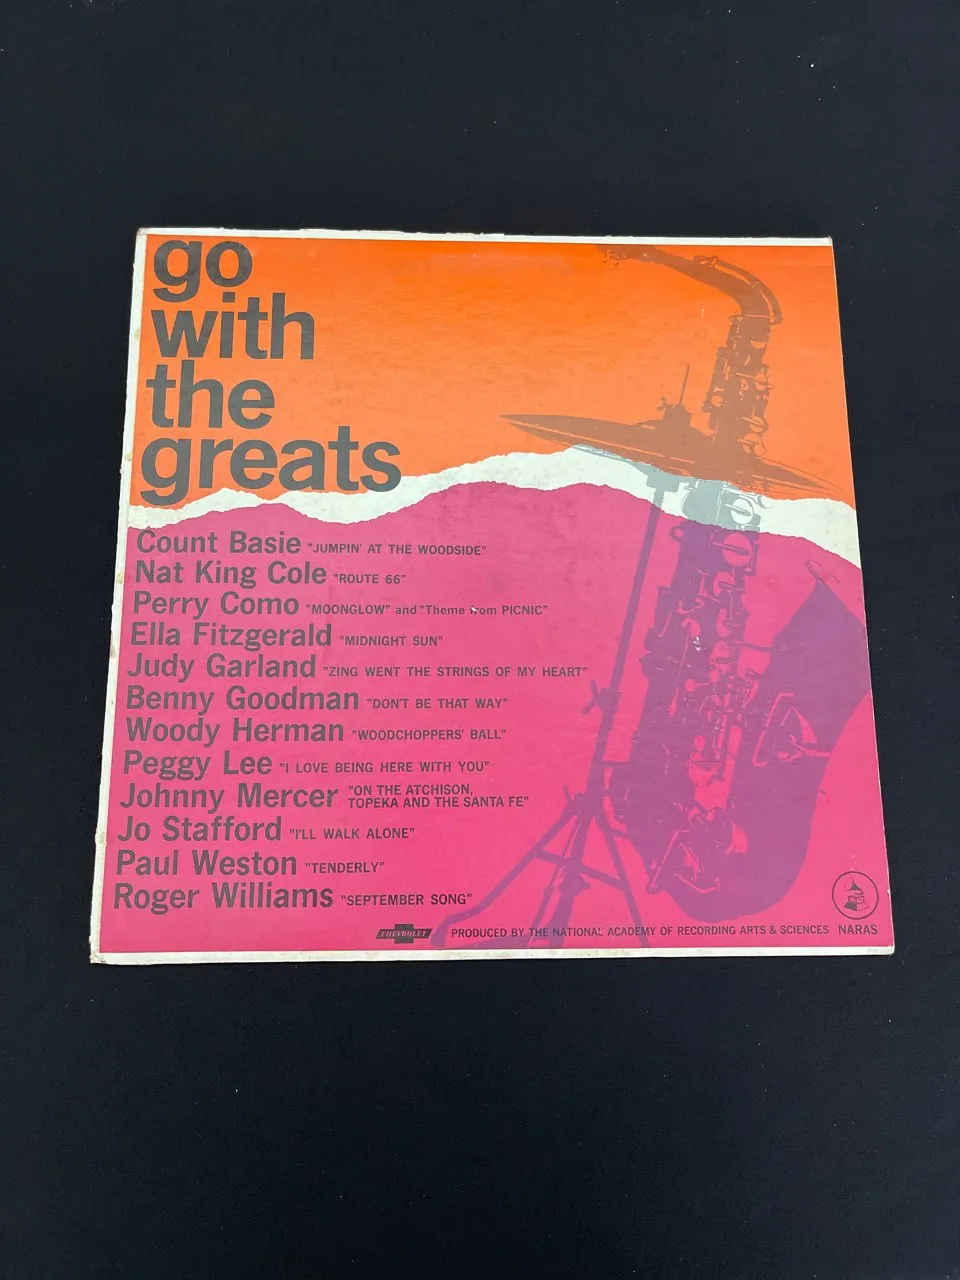 go
with
the
greats
Count Basie "JUMPIN' AT THE WOODSIDE"
Nat King Cole "ROUTE 66"
Perry Como "MOONGLOW" and "Theme from PICNIC"
Ella Fitzgerald "MIDNIGHT SUN"
Judy Garland "ZING WENT THE STRINGS OF MY HEART"
Benny Goodman "DON'T BE THAT WAY"
Woody Herman "WOODCHOPPERS' BALL"
Peggy Lee "I LOVE BEING HERE WITH YOU"
Johnny Mercer "ON THE ATCHISON,
TOPEKA AND THE SANTA FE"
Jo Stafford "I'LL WALK ALONE"
Paul Weston "TENDERLY"
Roger Williams "SEPTEMBER SONG"
CHEVROLET PRODUCED BY THE NATIONAL ACADEMY OF RECORDING ARTS & SCIENCES NARAS